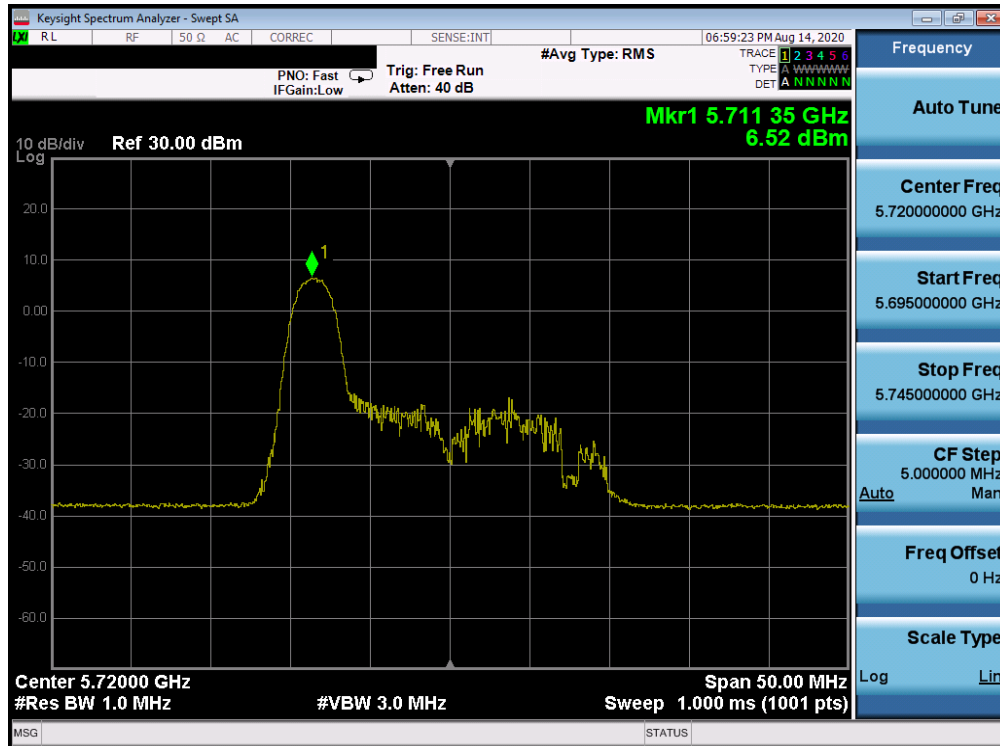 Keysight Spectrum Analyzer - Swept SA
LXI RL RF 50 Ω AC CORREC SENSE:INT 06:59:23 PM Aug 14, 2020
Frequency
#Avg Type: RMS
TRACE 1 2 3 4 5 6
TYPE A WWWWW
DET A N N N N N
PNO: Fast
IFGain:Low
Trig: Free Run
Atten: 40 dB
Auto Tune
Mkr1 5.711 35 GHz
6.52 dBm
10 dB/div
Log
Ref 30.00 dBm
20.0
10.0
0.00
-10.0
-20.0
-30.0
-40.0
-50.0
-60.0
1
Center Freq
5.720000000 GHz
Start Freq
5.695000000 GHz
Stop Freq
5.745000000 GHz
CF Step
5.000000 MHz
Auto Man
Freq Offset
0 Hz
Scale Type
Log Lin
Center 5.72000 GHz
Span 50.00 MHz
#Res BW 1.0 MHz
#VBW 3.0 MHz
Sweep 1.000 ms (1001 pts)
MSG
STATUS